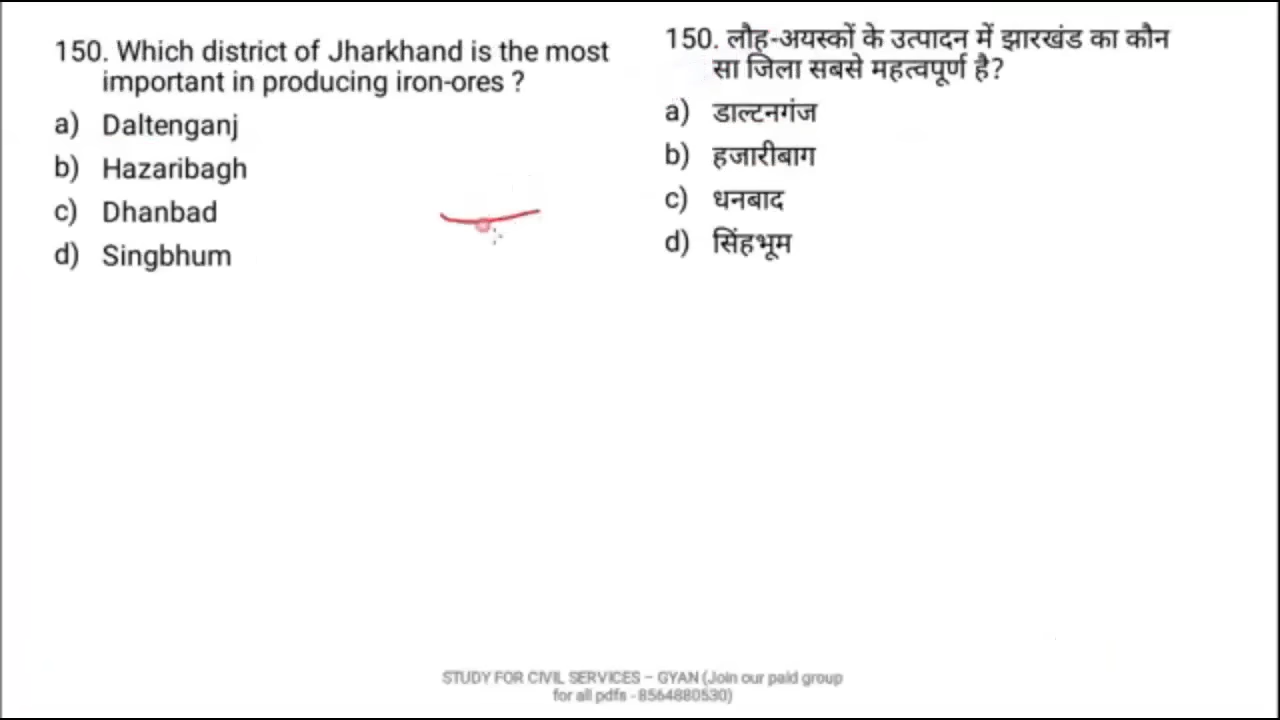 150. Which district of Jharkhand is the most
important in producing iron-ores ?
a) Daltenganj
b) Hazaribagh
c) Dhanbad
d) Singbhum
150. लौह-अयस्कों के उत्पादन में झारखंड का कौन
सा जिला सबसे महत्वपूर्ण है?
a) डाल्टनगंज
b) हजारीबाग
c) धनबाद
d) सिंहभूम
STUDY FOR CIVIL SERVICES – GYAN (Join our paid group
for all pdfs - 8564880530)